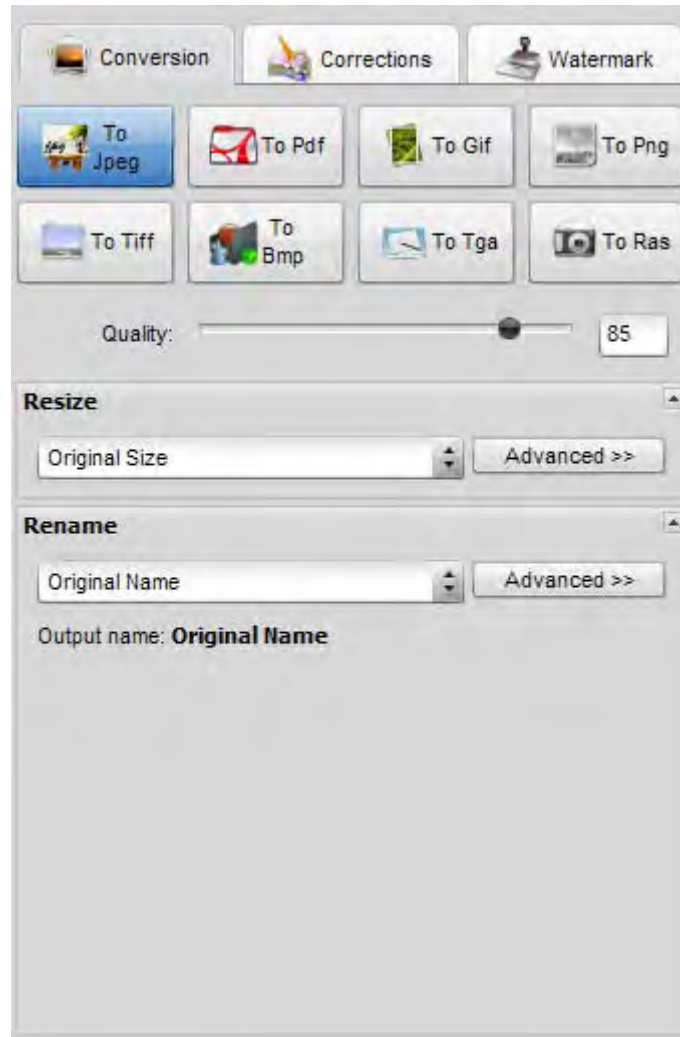 Conversion
Corrections
Watermark
To
Jpeg
To Pdf
To Gif
To Png
To Tiff
To
Bmp
To Tga
To Ras
Quality:
85
Resize
Original Size
Advanced >>
Rename
Original Name
Advanced >>
Output name: Original Name